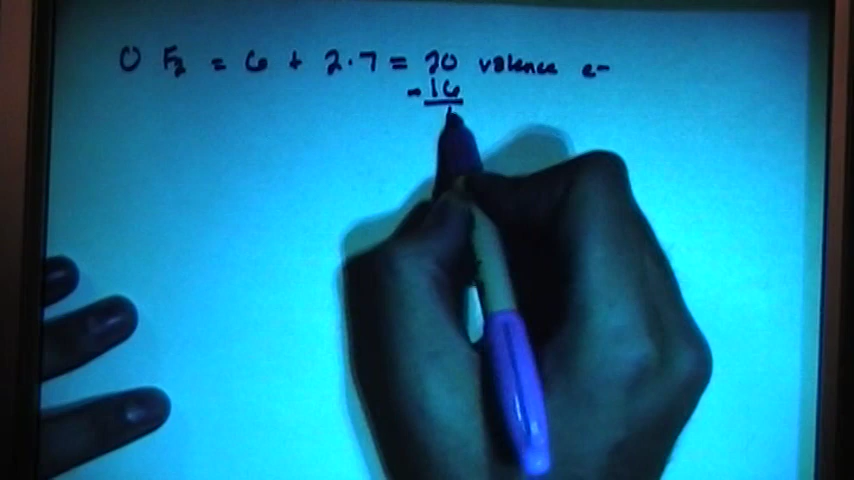 O F₂ = 6 + 2·7 = 20 valence e-
-16